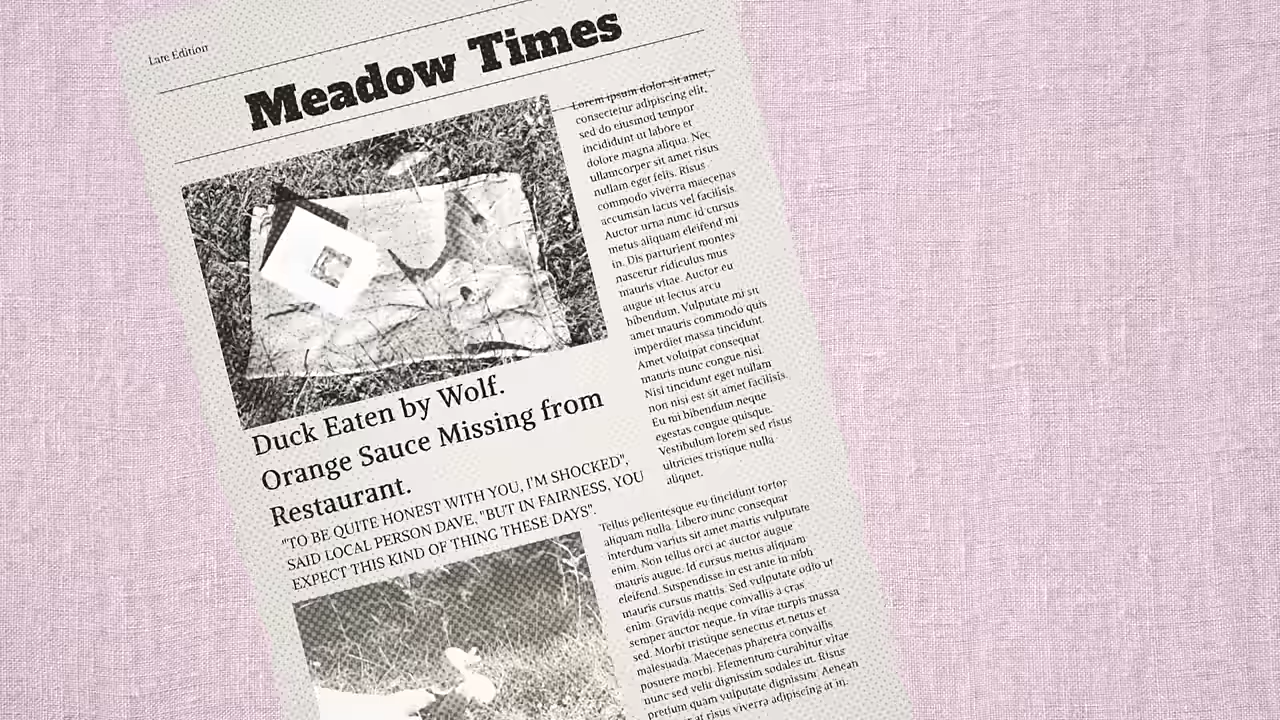 Late Edition
Meadow Times
Duck Eaten by Wolf.
Orange Sauce Missing from
Restaurant.
"TO BE QUITE HONEST WITH YOU, I'M SHOCKED",
SAID LOCAL PERSON DAVE, "BUT IN FAIRNESS, YOU
EXPECT THIS KIND OF THING THESE DAYS".
Lorem ipsum dolor sit amet,
consectetur adipiscing elit,
sed do eiusmod tempor
incididunt ut labore et
dolore magna aliqua. Nec
ullamcorper sit amet risus
nullam eget felis. Risus
commodo viverra maecenas
accumsan lacus vel facilisis.
Auctor urna nunc id cursus
metus aliquam eleifend mi
in. Dis parturient montes
nascetur ridiculus mus
mauris vitae. Auctor eu
augue ut lectus arcu
bibendum. Vulputate mi sit
amet mauris commodo quis
imperdiet massa tincidunt.
Amet volutpat consequat
mauris nunc congue nisi.
Nisi tincidunt eget nullam
non nisi est sit amet facilisis.
Eu mi bibendum neque
egestas congue quisque.
Vestibulum lorem sed risus
ultricies tristique nulla
aliquet.
Tellus pellentesque eu tincidunt tortor
aliquam nulla. Libero nunc consequat
interdum varius sit amet mattis vulputate
enim. Non tellus orci ac auctor augue
mauris augue. Id cursus metus aliquam
eleifend. Suspendisse in est ante in nibh
mauris cursus mattis. Sed vulputate odio ut
enim. Gravida neque convallis a cras
semper auctor neque. In vitae turpis massa
sed. Morbi tristique senectus et netus et
malesuada. Maecenas pharetra convallis
posuere morbi. Elementum curabitur vitae
nunc sed velit dignissim sodales ut. Risus
pretium quam vulputate dignissim. Aenean
at risus viverra adipiscing at in.